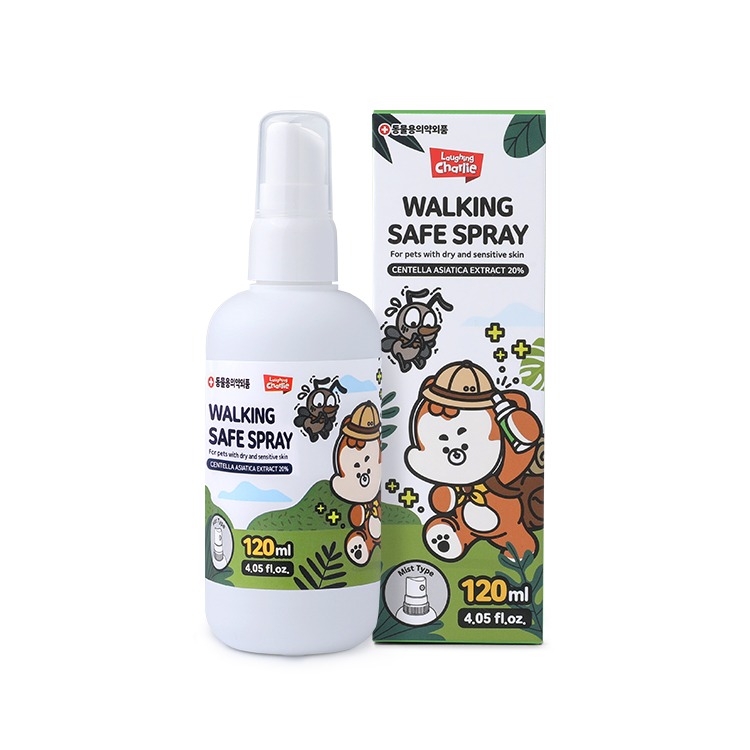 동물용의약외품
Laughing
Charlie
WALKING
SAFE SPRAY
For pets with dry and sensitive skin
CENTELLA ASIATICA EXTRACT 20%
Mist Type
120ml
4.05 fl.oz.
동물용의약외품
Laughing
Charlie
WALKING
SAFE SPRAY
For pets with dry and sensitive skin
CENTELLA ASIATICA EXTRACT 20%
Mist Type
120ml
4.05 fl.oz.